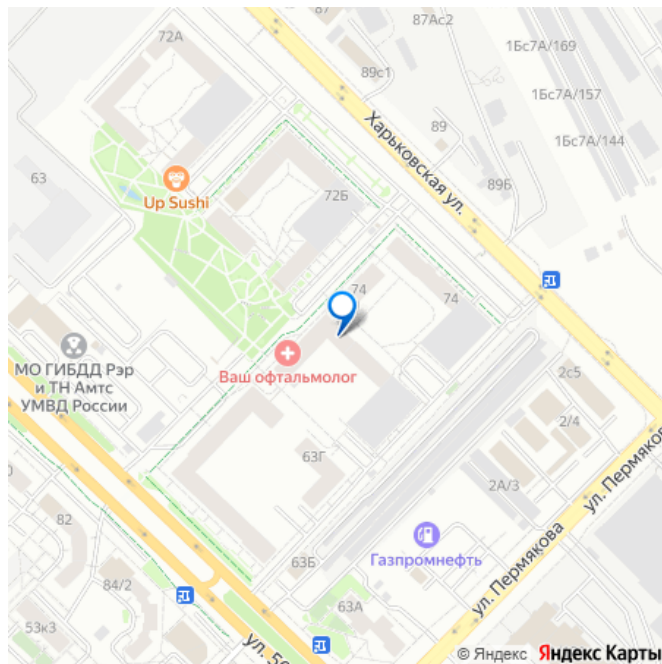 87
87Ас2
72А
1Бс7А/169
89с1
1Бс7А/157
Харьковская ул.
89
1Бс7А/144
63
89Б
Up Sushi
72Б
74
74
МО ГИБДД Рэр
и ТН Амтс
УМВД России
Ваш офтальмолог
2с5
2/4
63Г
2А/3
ул. Пермякова
82
Газпромнефть
63Б
84/2
ул. Пермякова
63А
53к3
© Яндекс Яндекс Карты